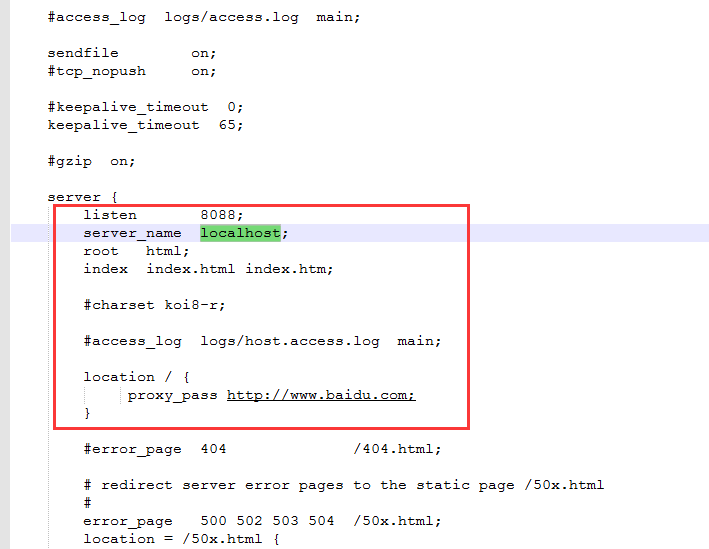 #access_log  logs/access.log  main;
sendfile        on;
#tcp_nopush     on;
#keepalive_timeout  0;
keepalive_timeout  65;
#gzip  on;
server {
listen       8088;
server_name  localhost;
root   html;
index  index.html index.htm;
#charset koi8-r;
#access_log  logs/host.access.log  main;
location / {
proxy_pass http://www.baidu.com;
}
#error_page  404              /404.html;
# redirect server error pages to the static page /50x.html
#
error_page   500 502 503 504  /50x.html;
location = /50x.html {